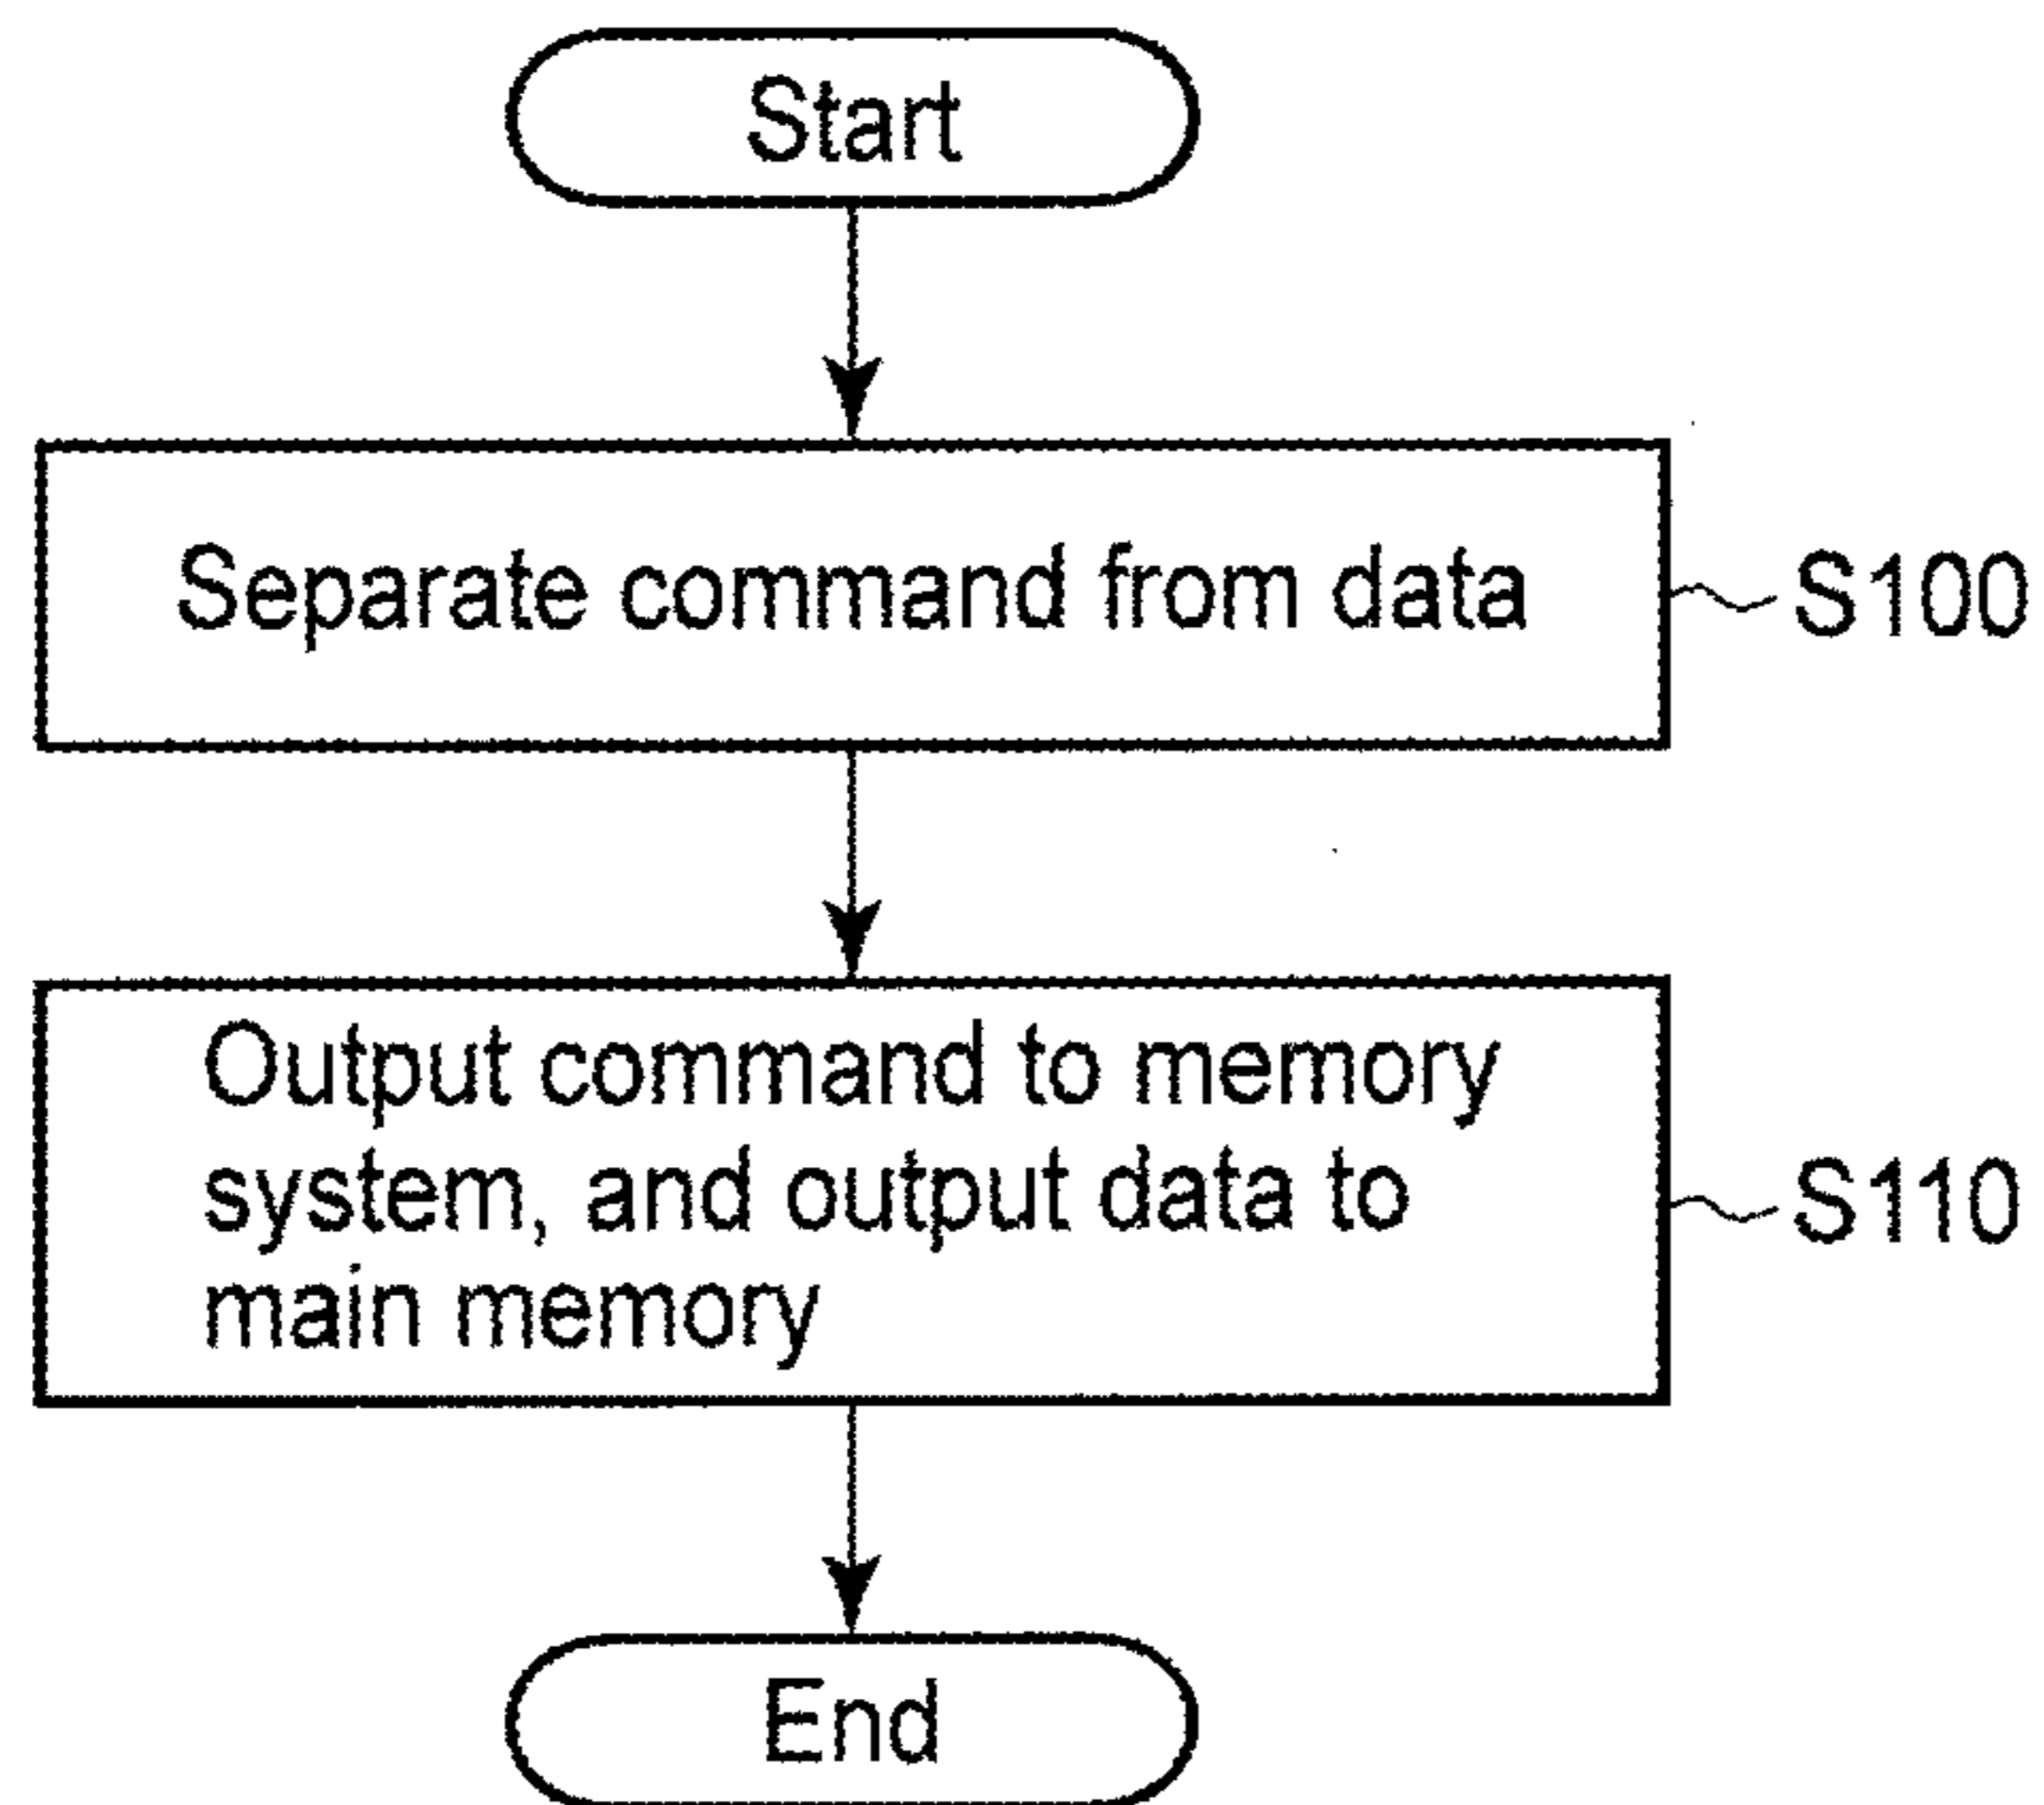 Start
Separate command from data
S100
Output command to memory
system, and output data to
main memory
S110
End